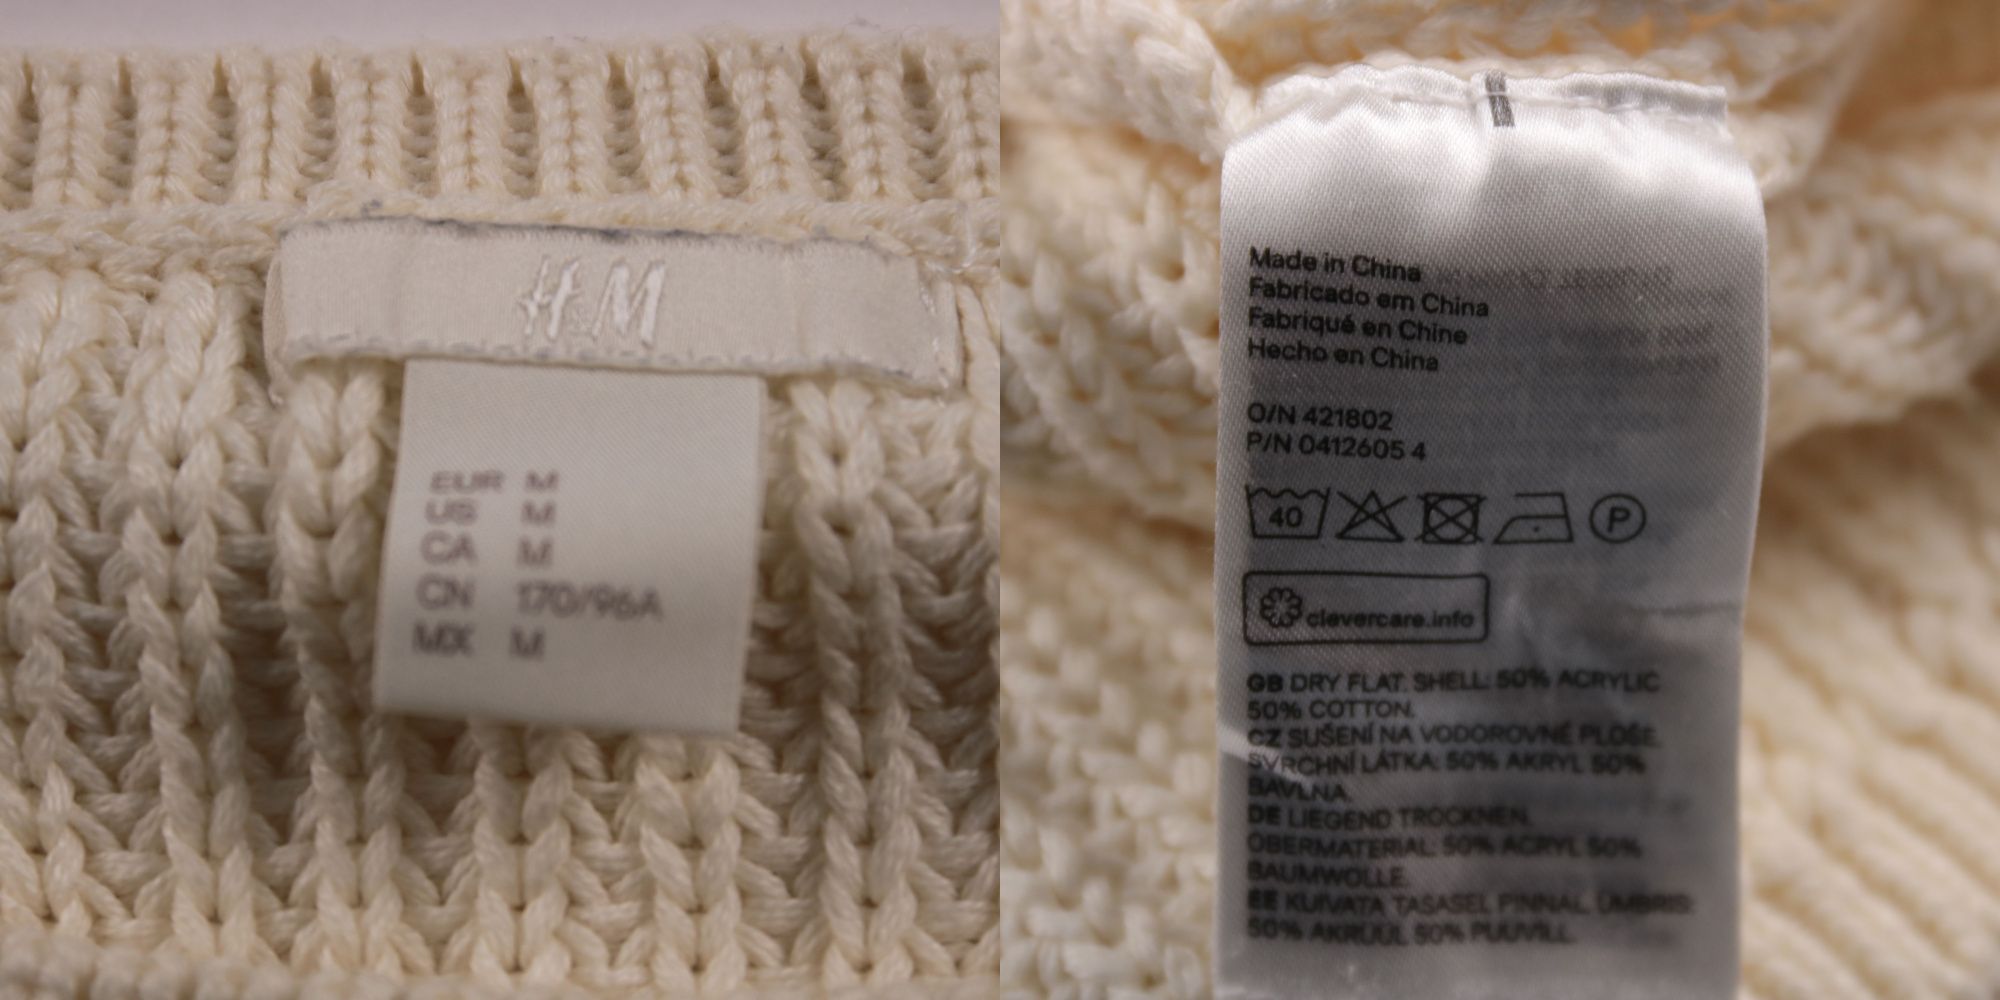 H&M
EUR M
US M
CA M
CN 170/96A
MX M
Made in China
Fabricado em China
Fabriqué en Chine
Hecho en China
O/N 421802
P/N 0412605 4
40
P
clevercare.info
GB DRY FLAT. SHELL: 50% ACRYLIC
50% COTTON.
CZ SUŠENÍ NA VODOROVNÉ PLOŠE.
SVRCHNÍ LÁTKA: 50% AKRYL 50%
BAVLNA.
DE LIEGEND TROCKNEN.
OBERMATERIAL: 50% ACRYL 50%
BAUMWOLLE.
EE KUIVATA TASASEL PINNAL. ÜMBRIS:
50% AKRÜÜL 50% PUUVILL.